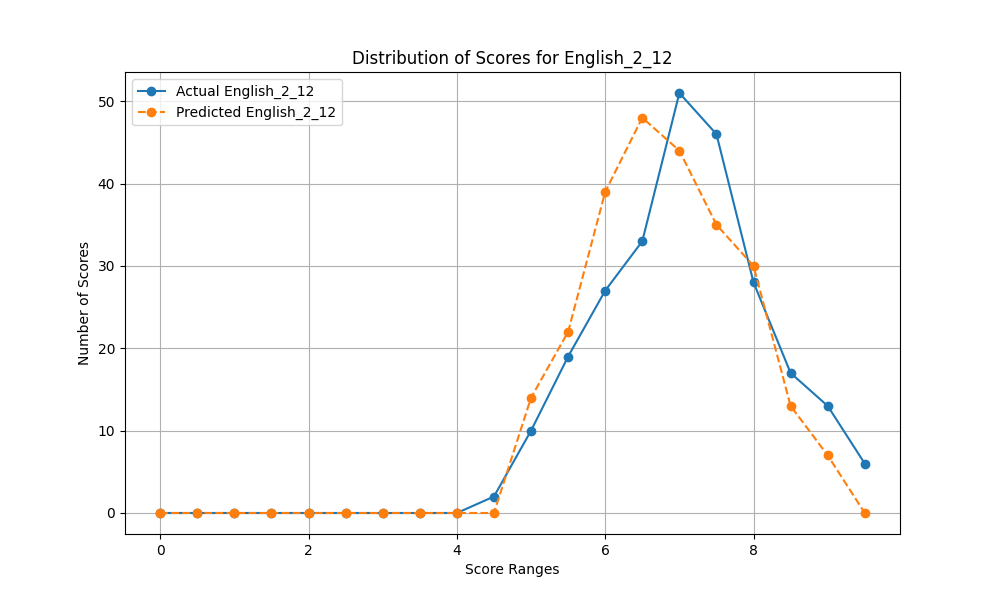 Distribution of Scores for English_2_12
Actual English_2_12
Predicted English_2_12
Number of Scores
50
40
30
20
10
0
0 2 4 6 8
Score Ranges